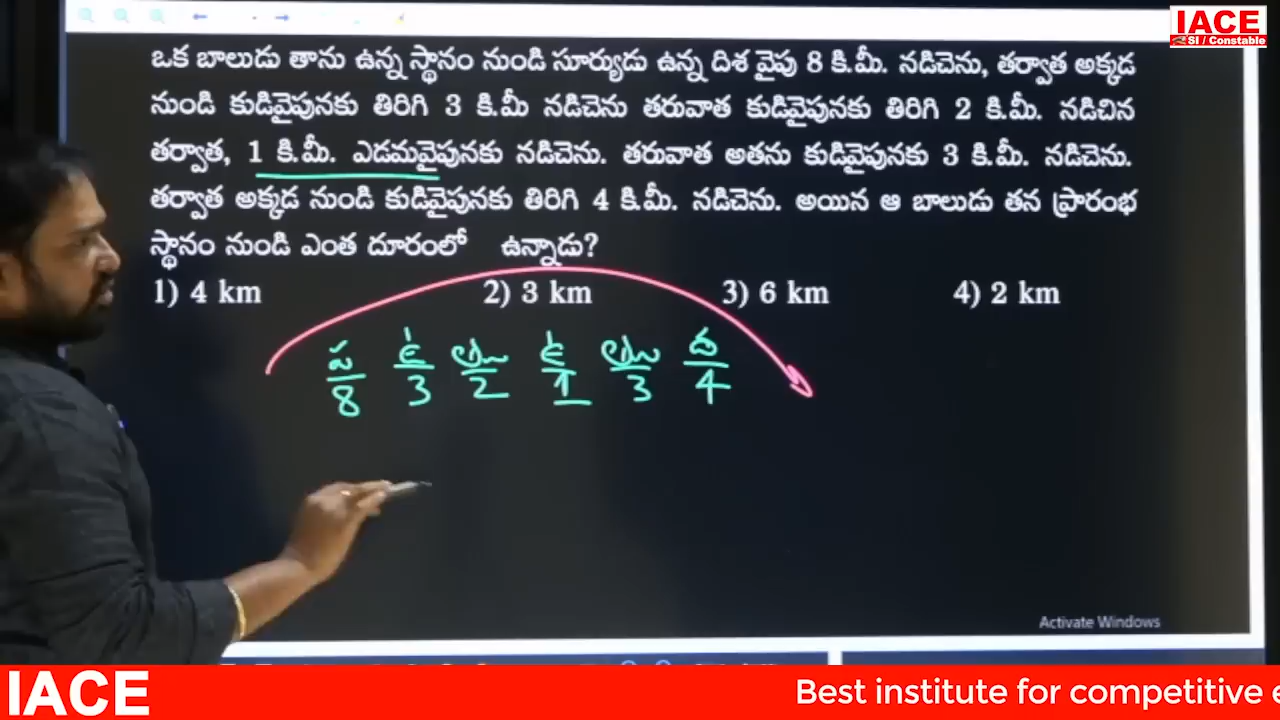 IACE
SI / Constable
ఒక బాలుడు తాను ఉన్న స్థానం నుండి సూర్యుడు ఉన్న దిశ వైపు 8 కి.మీ. నడిచెను, తర్వాత అక్కడ
నుండి కుడివైపునకు తిరిగి 3 కి.మీ నడిచెను తరువాత కుడివైపునకు తిరిగి 2 కి.మీ. నడిచిన
తర్వాత, 1 కి.మీ. ఎడమవైపునకు నడిచెను. తరువాత అతను కుడివైపునకు 3 కి.మీ. నడిచెను.
తర్వాత అక్కడ నుండి కుడివైపునకు తిరిగి 4 కి.మీ. నడిచెను. అయిన ఆ బాలుడు తన ప్రారంభ
స్థానం నుండి ఎంత దూరంలో ఉన్నాడు?
1) 4 km 2) 3 km 3) 6 km 4) 2 km
ప ఉ తూ ఉ తూ ద
8 3 2 1 3 4
Activate Windows
IACE Best institute for competitive e